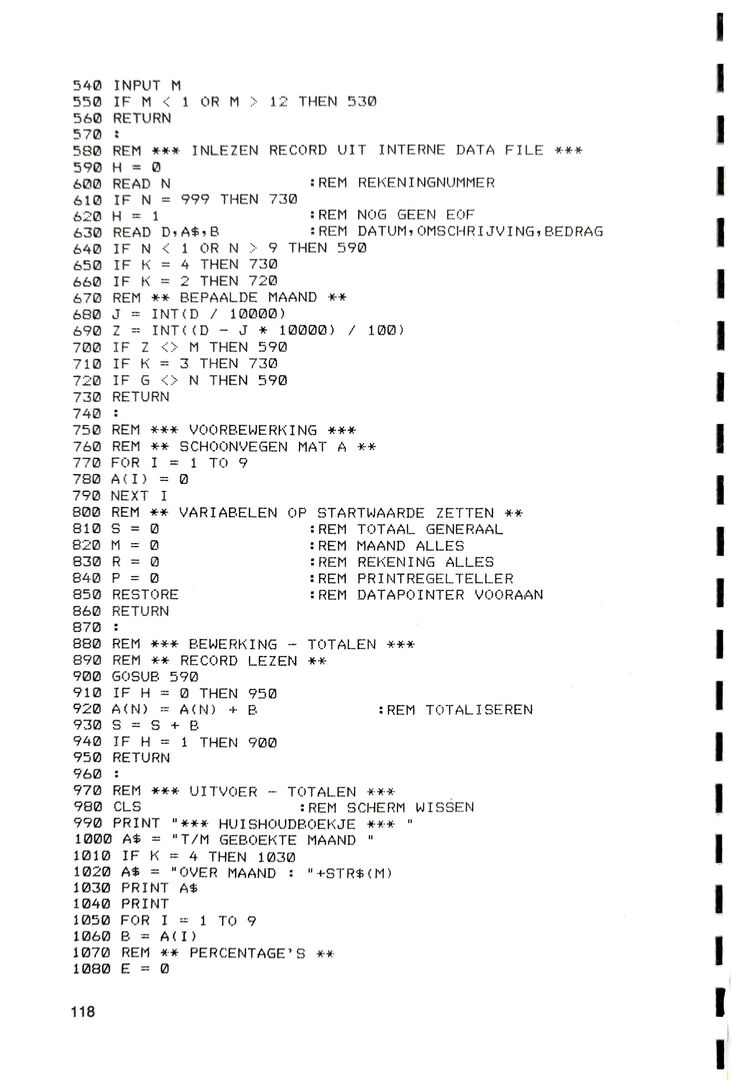 540 INPUT M
550 IF M < 1 OR M > 12 THEN 530
560 RETURN
570 :
580 REM *** INLEZEN RECORD UIT INTERNE DATA FILE ***
590 H = 0
600 READ N :REM REKENINGNUMMER
610 IF N = 999 THEN 730
620 H = 1 :REM NOG GEEN EOF
630 READ D,A$,B :REM DATUM,OMSCHRIJVING,BEDRAG
640 IF N < 1 OR N > 9 THEN 590
650 IF K = 4 THEN 730
660 IF K = 2 THEN 720
670 REM ** BEPAALDE MAAND **
680 J = INT(D / 10000)
690 Z = INT((D - J * 10000) / 100)
700 IF Z <> M THEN 590
710 IF K = 3 THEN 730
720 IF G <> N THEN 590
730 RETURN
740 :
750 REM *** VOORBEWERKING ***
760 REM ** SCHOONVEGEN MAT A **
770 FOR I = 1 TO 9
780 A(I) = 0
790 NEXT I
800 REM ** VARIABELEN OP STARTWAARDE ZETTEN **
810 S = 0 :REM TOTAAL GENERAAL
820 M = 0 :REM MAAND ALLES
830 R = 0 :REM REKENING ALLES
840 P = 0 :REM PRINTREGELTELLER
850 RESTORE :REM DATAPOINTER VOORAAN
860 RETURN
870 :
880 REM *** BEWERKING - TOTALEN ***
890 REM ** RECORD LEZEN **
900 GOSUB 590
910 IF H = 0 THEN 950
920 A(N) = A(N) + B :REM TOTALISEREN
930 S = S + B
940 IF H = 1 THEN 900
950 RETURN
960 :
970 REM *** UITVOER - TOTALEN ***
980 CLS :REM SCHERM WISSEN
990 PRINT "*** HUISHOUDBOEKJE *** "
1000 A$ = "T/M GEBOEKTE MAAND "
1010 IF K = 4 THEN 1030
1020 A$ = "OVER MAAND : "+STR$(M)
1030 PRINT A$
1040 PRINT
1050 FOR I = 1 TO 9
1060 B = A(I)
1070 REM ** PERCENTAGE'S **
1080 E = 0
118